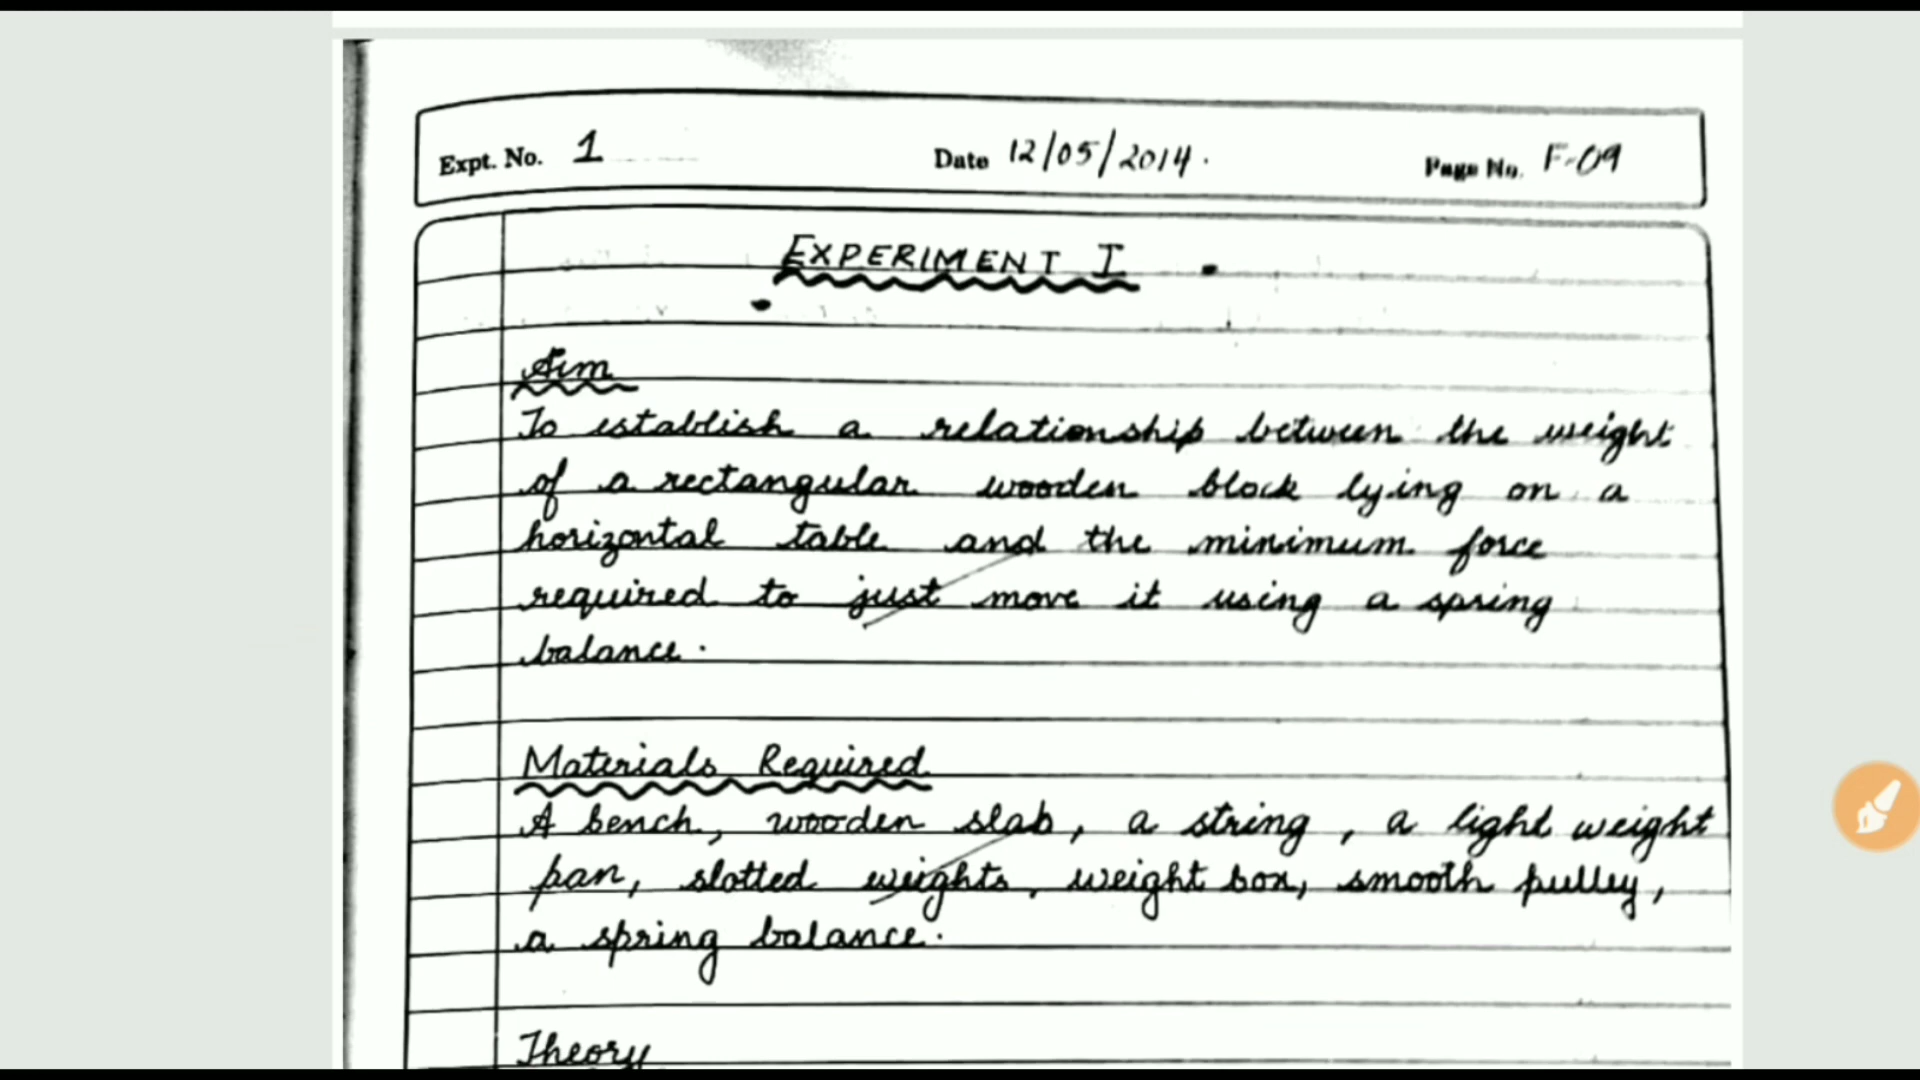 Expt. No. 1 Date 12/05/2014. Page No. F-09
EXPERIMENT I
Aim
To establish a relationship between the weight
of a rectangular wooden block lying on a
horizontal table and the minimum force
required to just move it using a spring
balance.
Materials Required
A bench, wooden slab, a string, a light weight
pan, slotted weights, weight box, smooth pulley,
a spring balance.
Theory